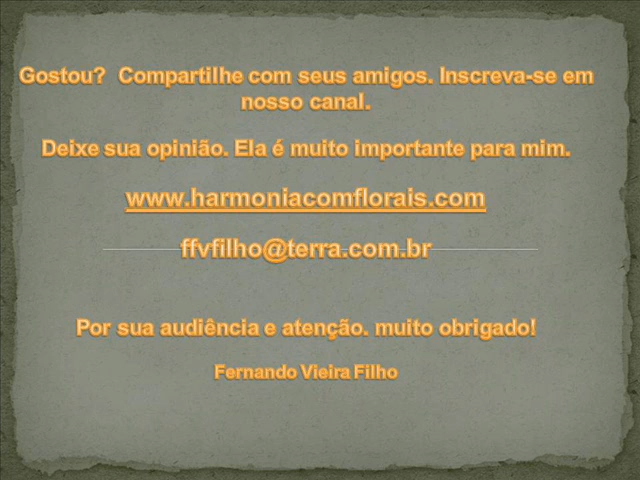 Gostou?  Compartilhe com seus amigos. Inscreva-se em
nosso canal.
Deixe sua opinião. Ela é muito importante para mim.
www.harmoniacomflorais.com
ffvfilho@terra.com.br
Por sua audiência e atenção. muito obrigado!
Fernando Vieira Filho